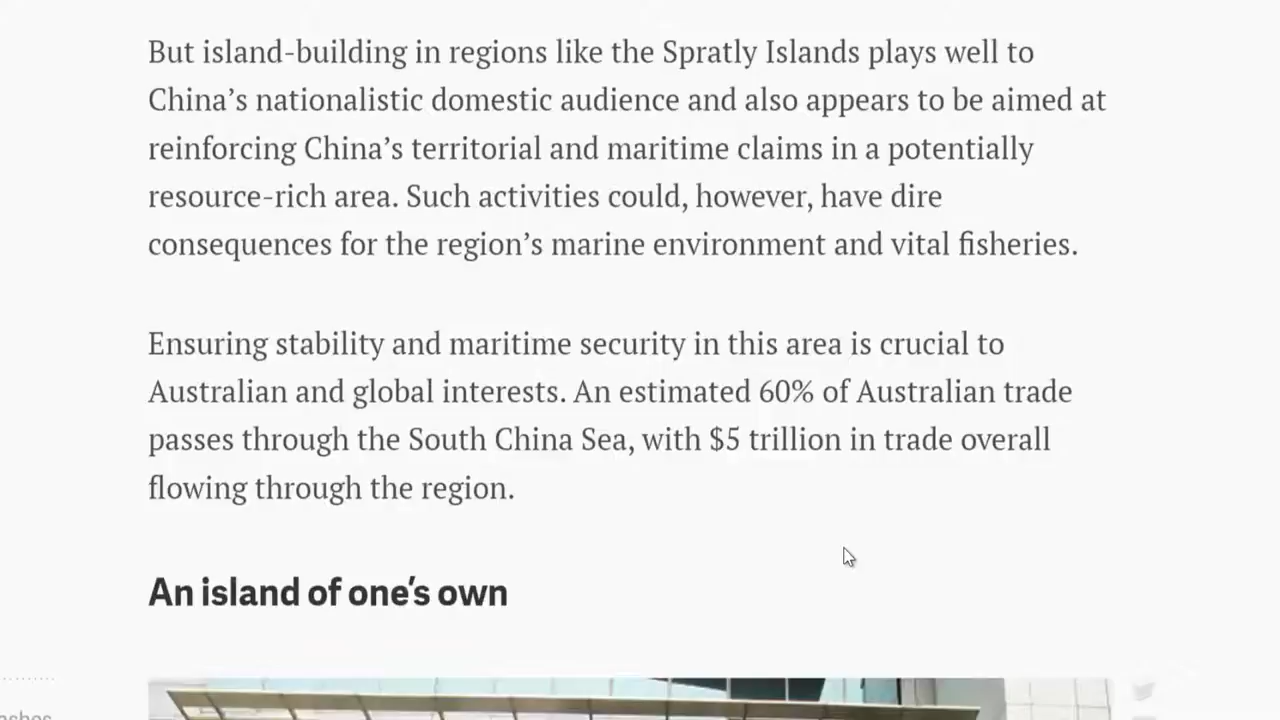 But island-building in regions like the Spratly Islands plays well to
China’s nationalistic domestic audience and also appears to be aimed at
reinforcing China’s territorial and maritime claims in a potentially
resource-rich area. Such activities could, however, have dire
consequences for the region’s marine environment and vital fisheries.
Ensuring stability and maritime security in this area is crucial to
Australian and global interests. An estimated 60% of Australian trade
passes through the South China Sea, with $5 trillion in trade overall
flowing through the region.
An island of one’s own